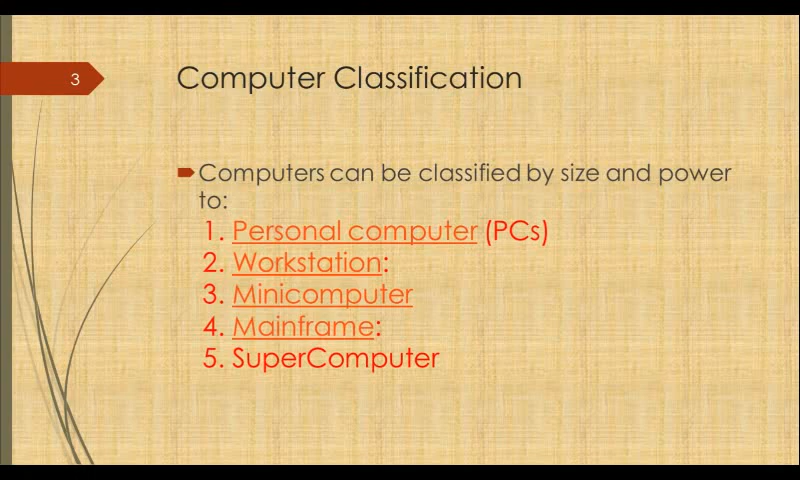 3
Computer Classification
Computers can be classified by size and power
to:
1. Personal computer (PCs)
2. Workstation:
3. Minicomputer
4. Mainframe:
5. SuperComputer